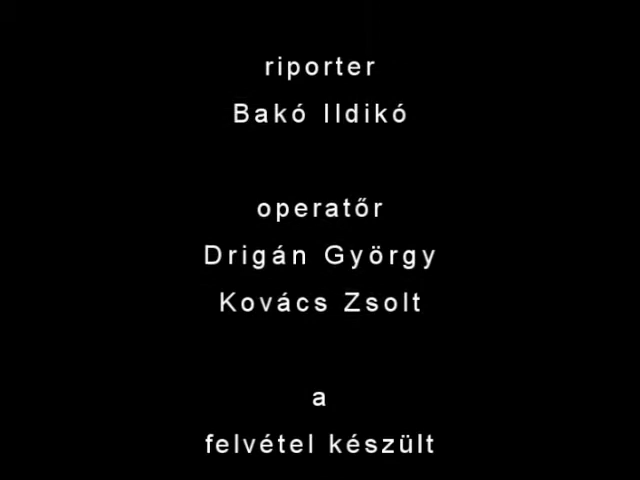 riporter
Bakó Ildikó
operatőr
Drigán György
Kovács Zsolt
a
felvétel készült